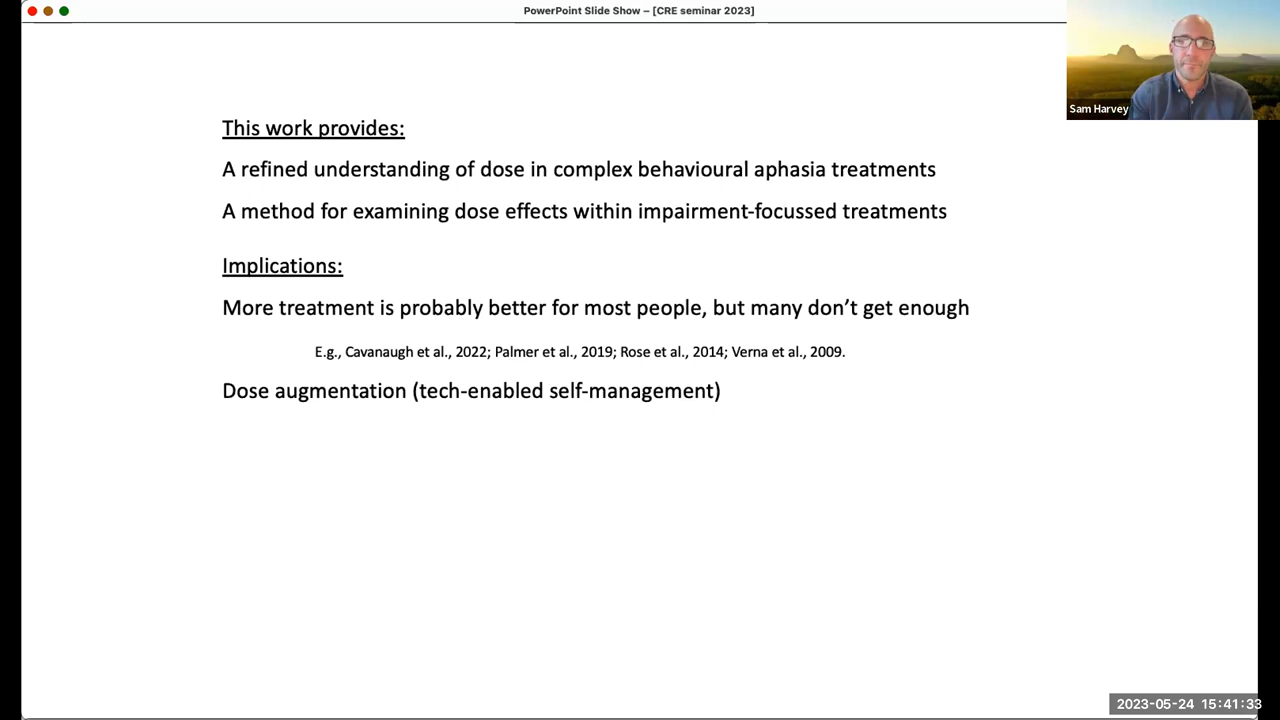 PowerPoint Slide Show – [CRE seminar 2023]
Sam Harvey
This work provides:
A refined understanding of dose in complex behavioural aphasia treatments
A method for examining dose effects within impairment-focussed treatments
Implications:
More treatment is probably better for most people, but many don’t get enough
E.g., Cavanaugh et al., 2022; Palmer et al., 2019; Rose et al., 2014; Verna et al., 2009.
Dose augmentation (tech-enabled self-management)
2023-05-24 15:41:33